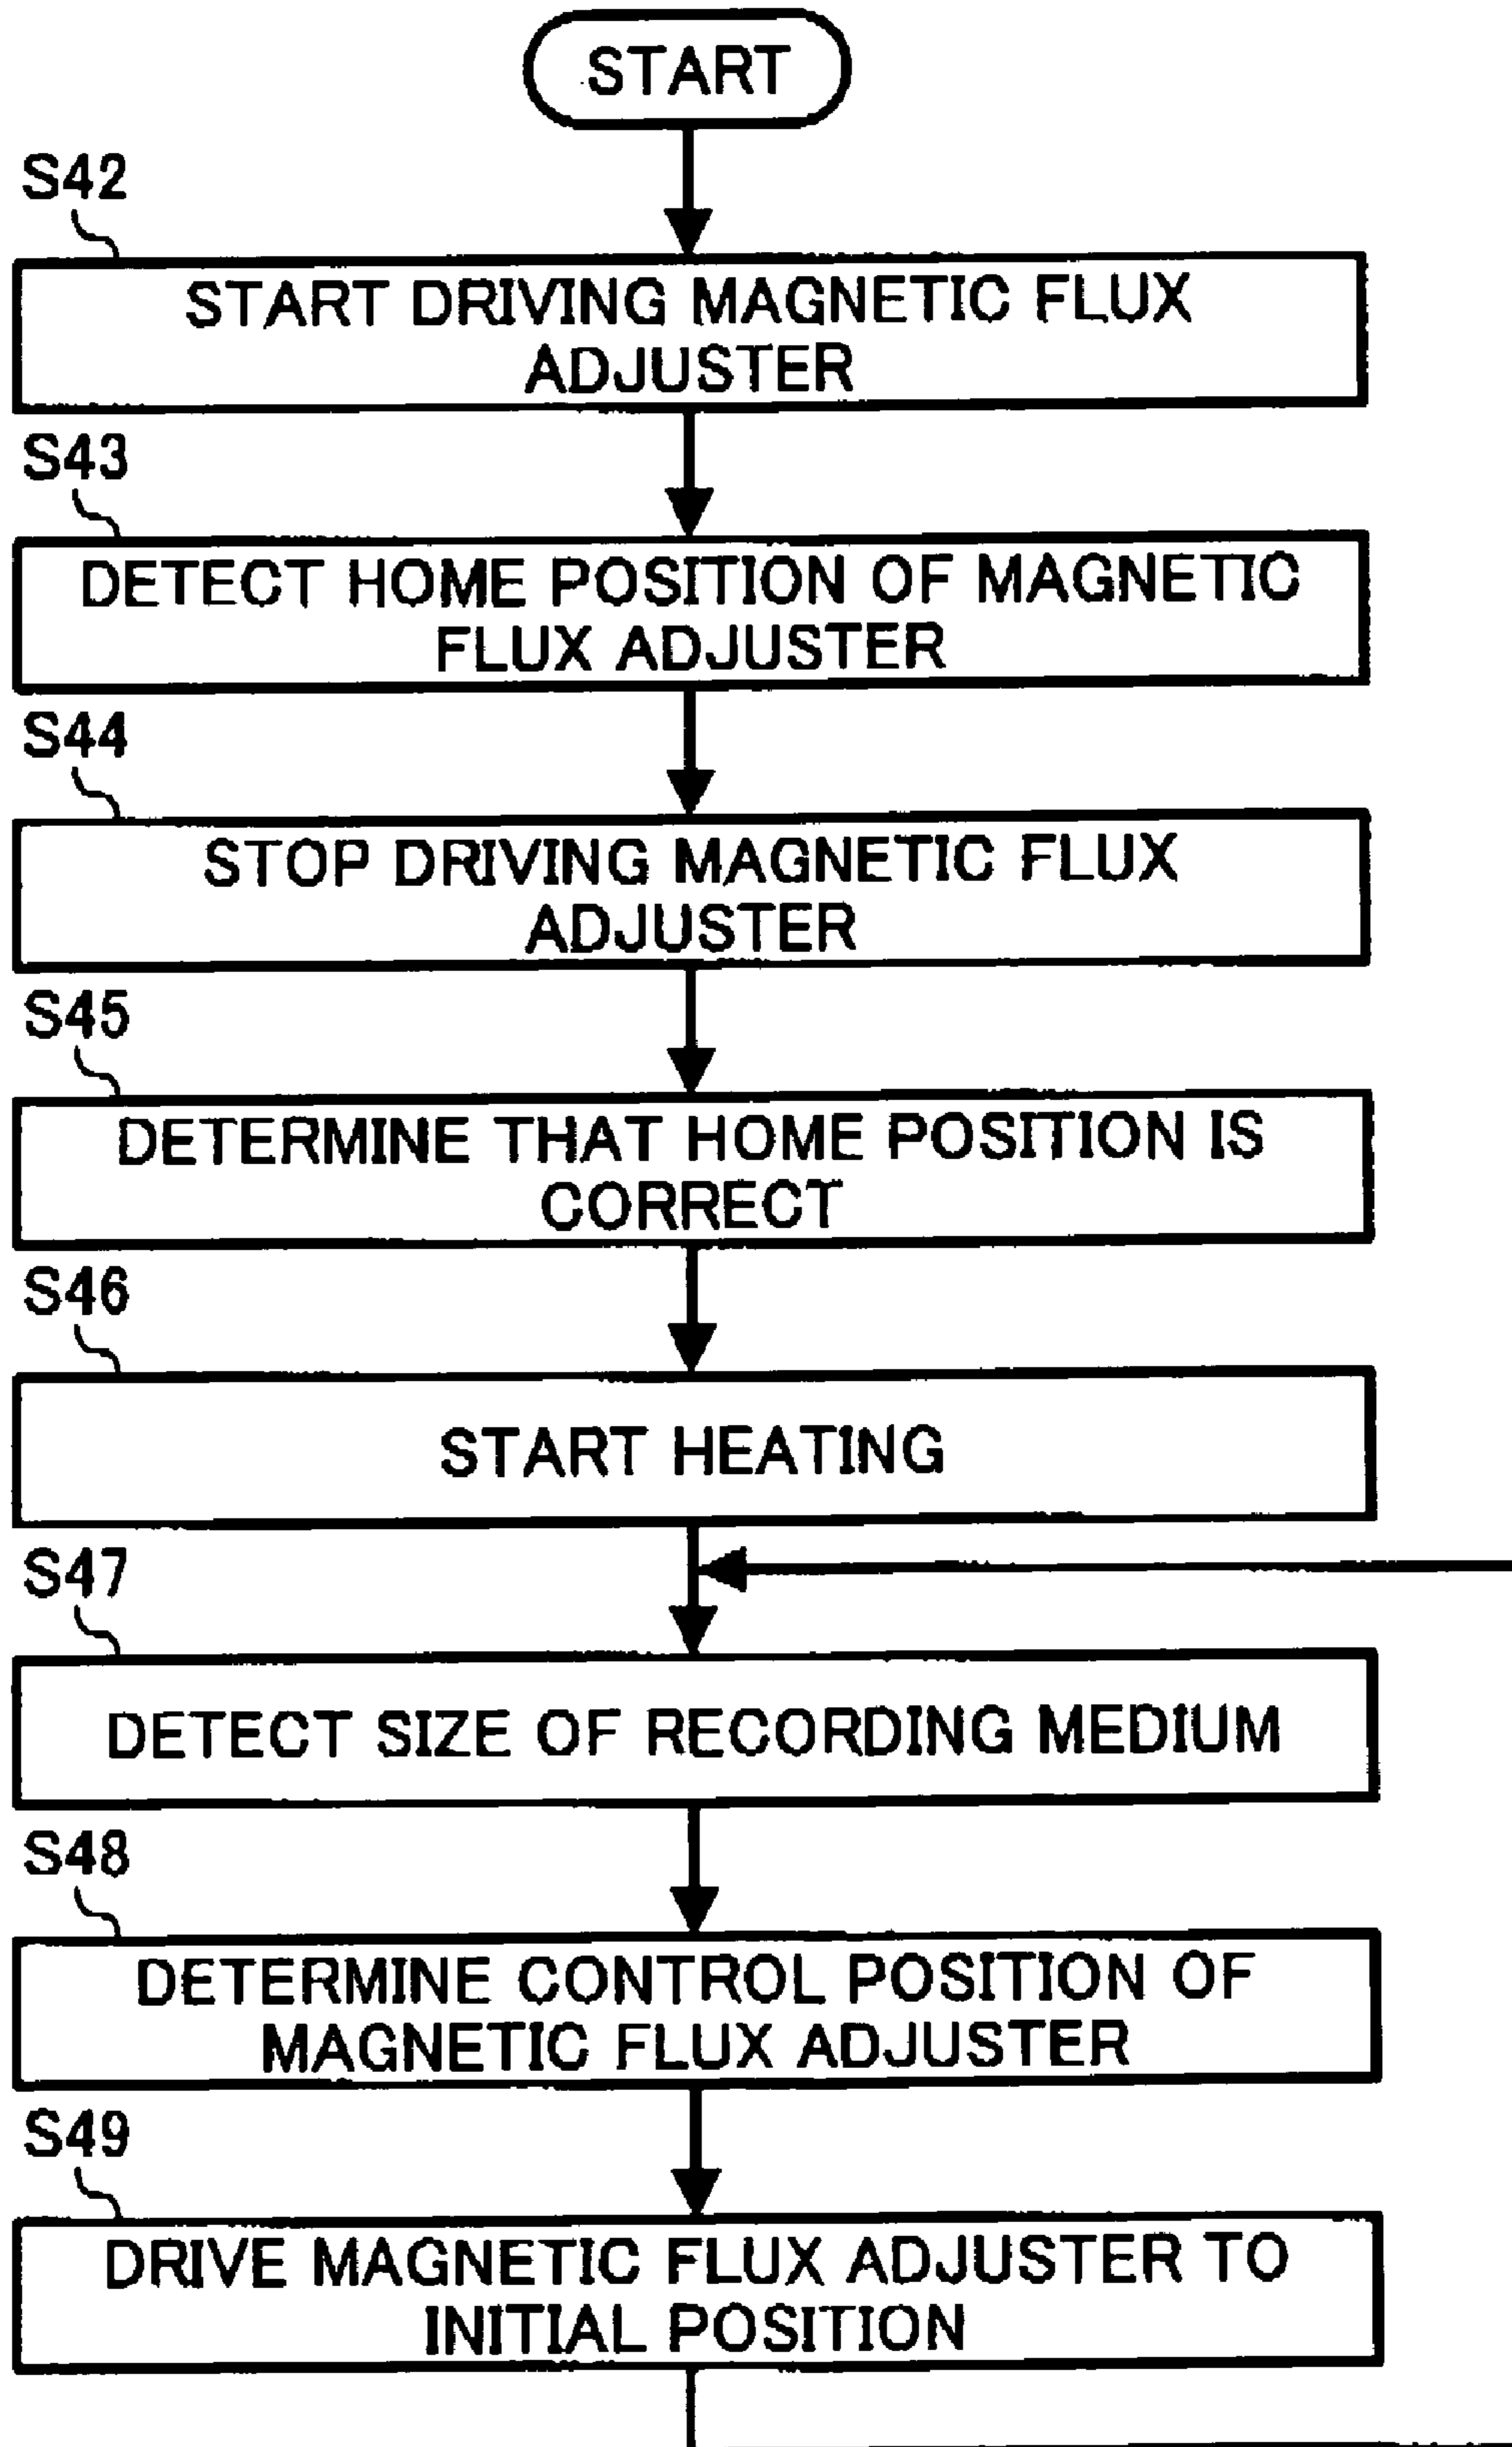 START
S42
START DRIVING MAGNETIC FLUX
ADJUSTER
S43
DETECT HOME POSITION OF MAGNETIC
FLUX ADJUSTER
S44
STOP DRIVING MAGNETIC FLUX
ADJUSTER
S45
DETERMINE THAT HOME POSITION IS
CORRECT
S46
START HEATING
S47
DETECT SIZE OF RECORDING MEDIUM
S48
DETERMINE CONTROL POSITION OF
MAGNETIC FLUX ADJUSTER
S49
DRIVE MAGNETIC FLUX ADJUSTER TO
INITIAL POSITION